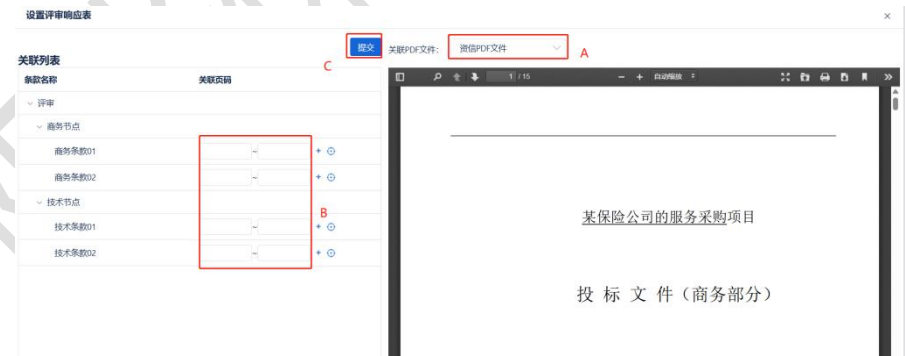 设置评审响应表 ×
提交 关联PDF文件: 资信PDF文件 A
C
关联列表
条款名称 关联页码
1 / 15 − + 自动缩放
评审
商务节点
商务条款01 ~ +
商务条款02 ~ +
技术节点
B
技术条款01 ~ +
技术条款02 ~ +
某保险公司的服务采购项目
投 标 文 件（商务部分）